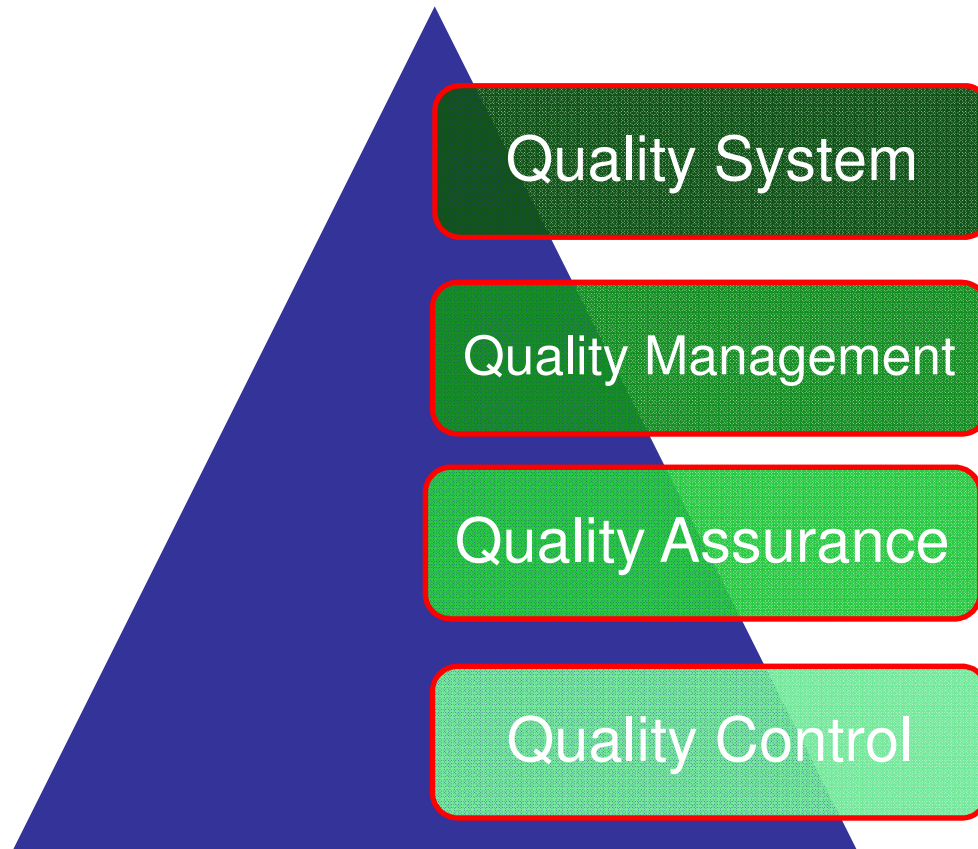 Quality System
Quality Management
Quality Assurance
Quality Control